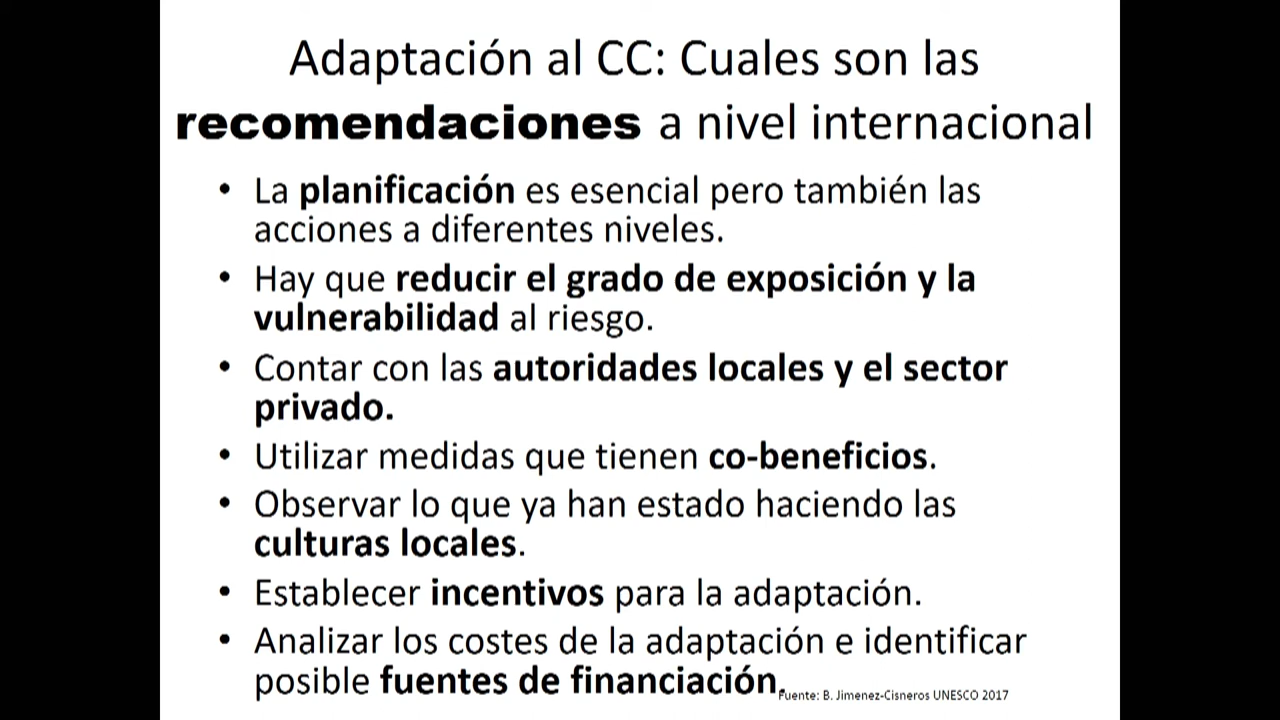 Adaptación al CC: Cuales son las
recomendaciones a nivel internacional
• La planificación es esencial pero también las
acciones a diferentes niveles.
• Hay que reducir el grado de exposición y la
vulnerabilidad al riesgo.
• Contar con las autoridades locales y el sector
privado.
• Utilizar medidas que tienen co-beneficios.
• Observar lo que ya han estado haciendo las
culturas locales.
• Establecer incentivos para la adaptación.
• Analizar los costes de la adaptación e identificar
posible fuentes de financiación.
Fuente: B. Jimenez-Cisneros UNESCO 2017